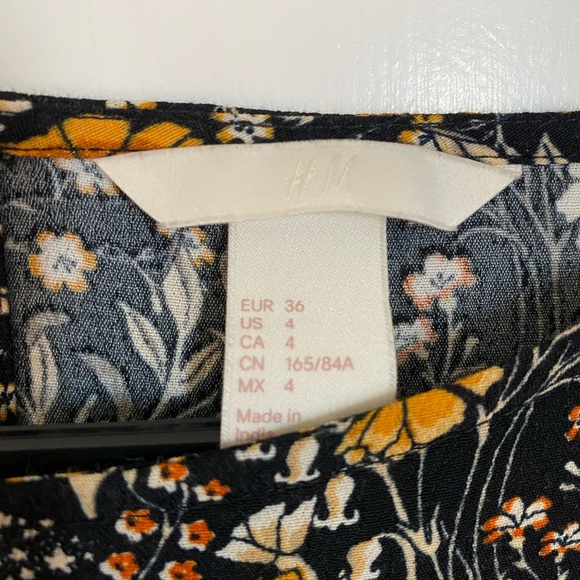 H&M
EUR 36
US 4
CA 4
CN 165/84A
MX 4
Made in
India